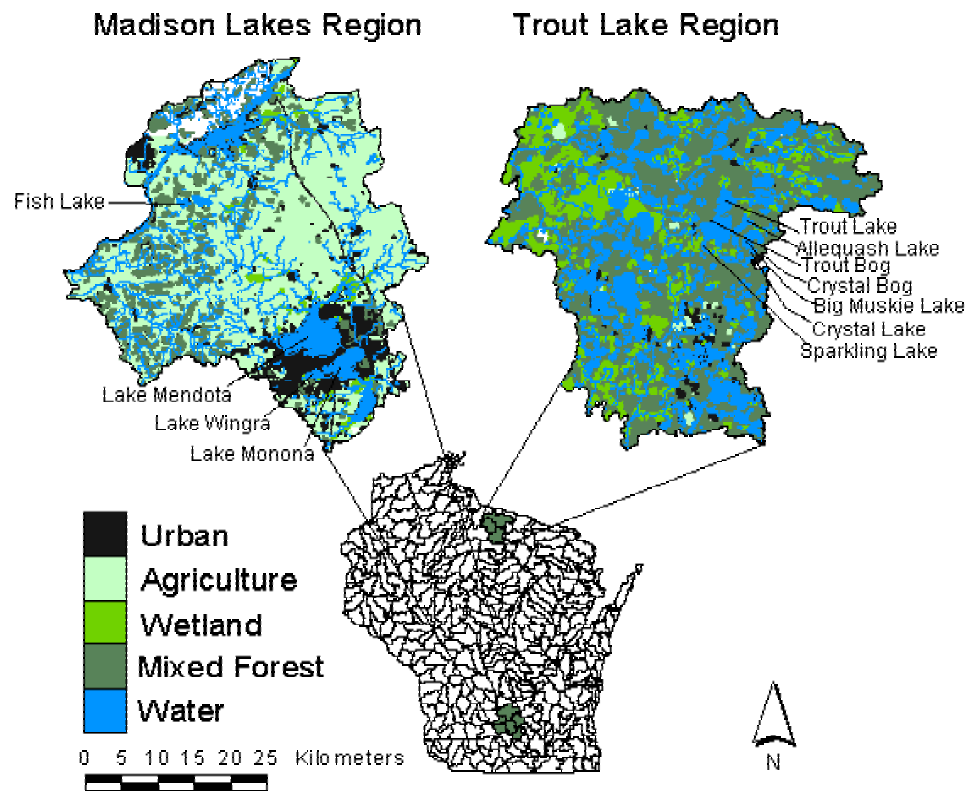 Madison Lakes Region
Trout Lake Region
Fish Lake
Trout Lake
Allequash Lake
Trout Bog
Crystal Bog
Big Muskie Lake
Crystal Lake
Sparkling Lake
Lake Mendota
Lake Wingra
Lake Monona
Urban
Agriculture
Wetland
Mixed Forest
Water
0 5 10 15 20 25 Kilometers
N